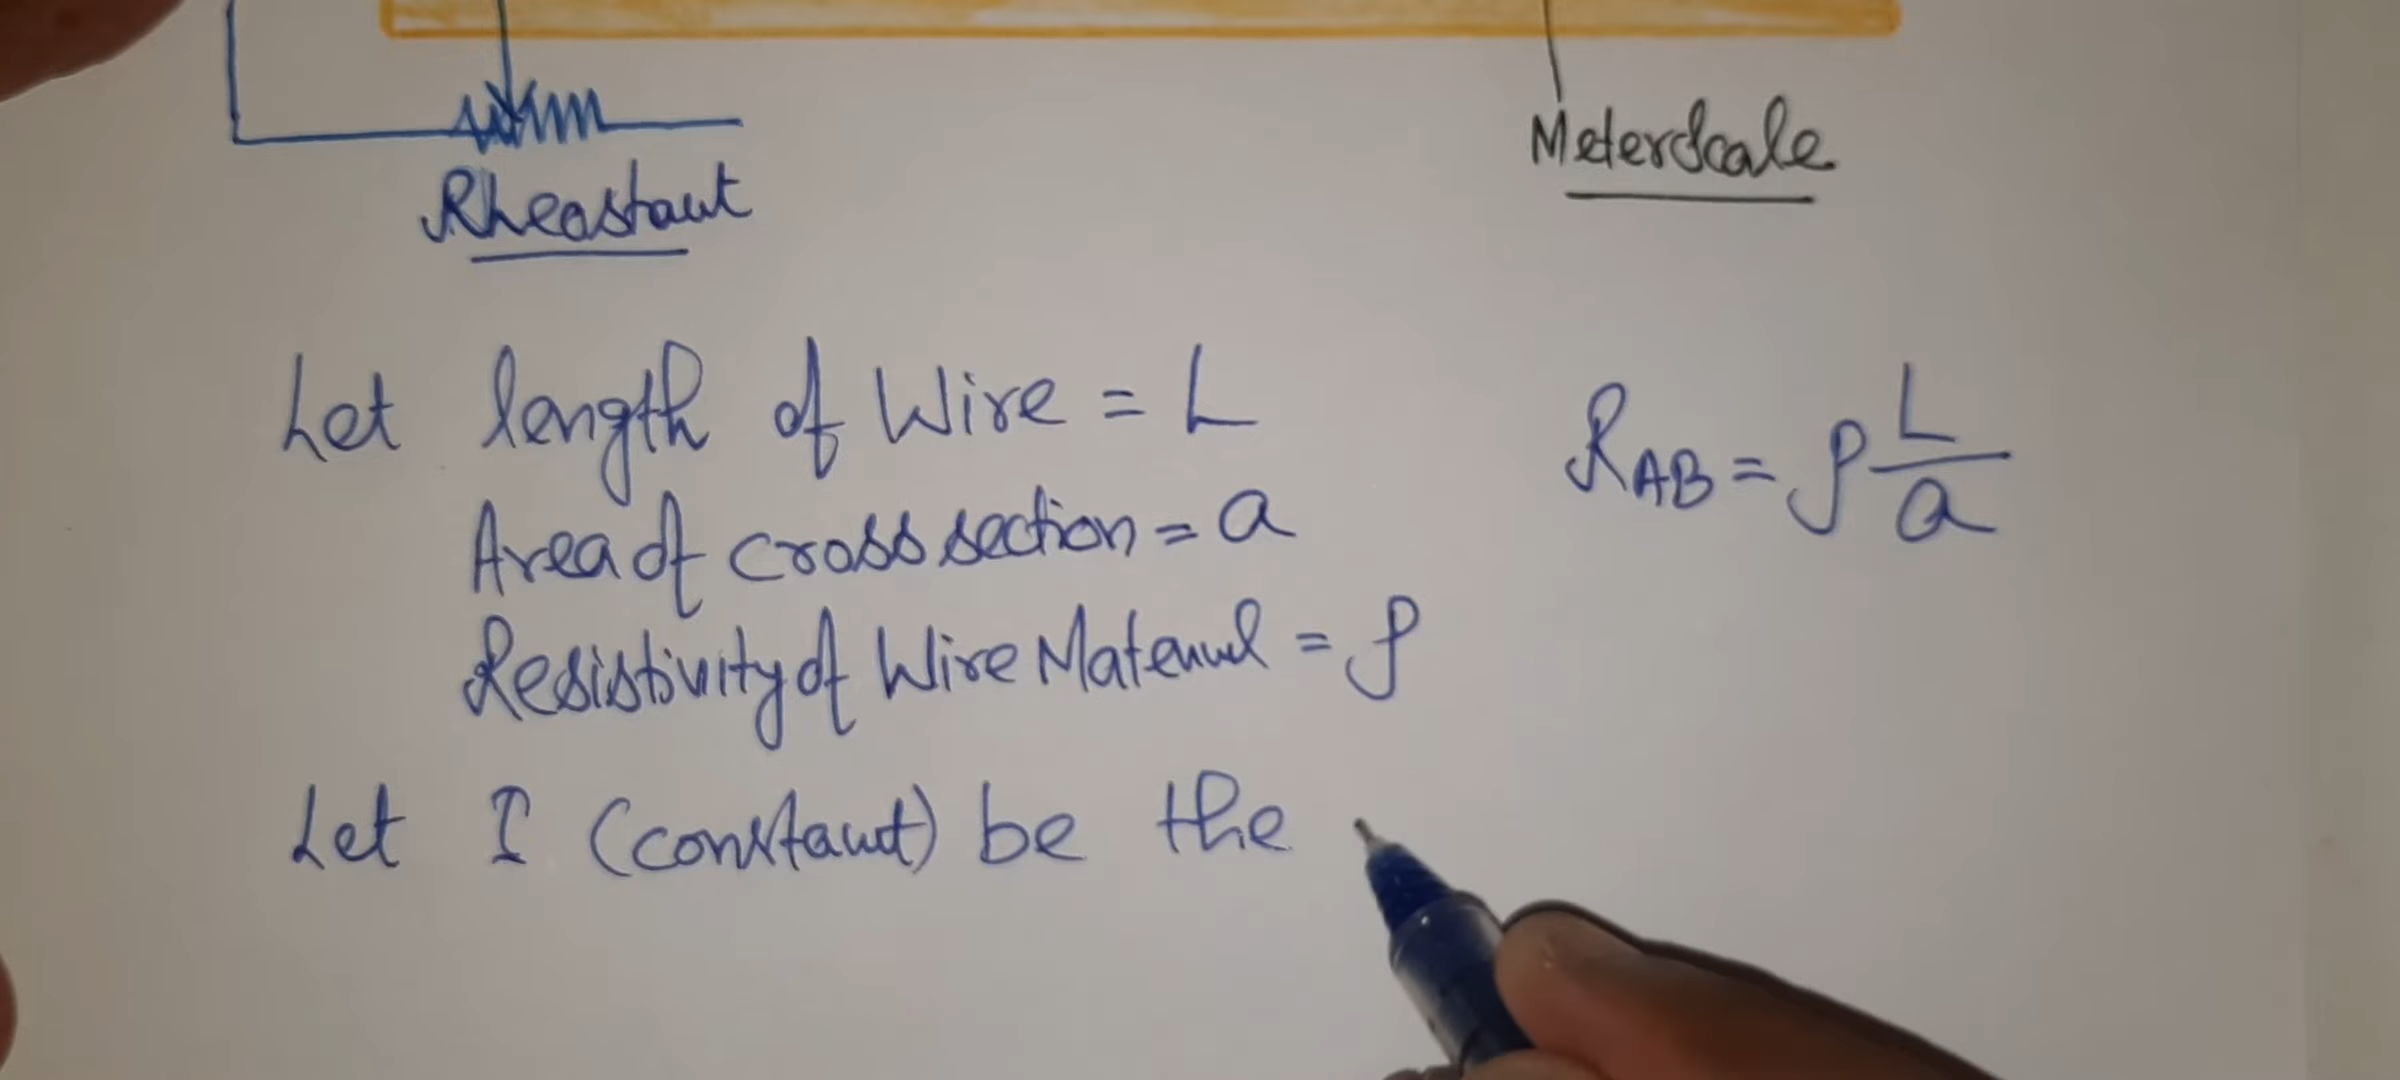 Meterscale
Rheostaut
Let length of Wire = L
R_AB = ρ L/a
Area of cross section = a
Resistivity of Wire Material = ρ
Let I (constant) be the